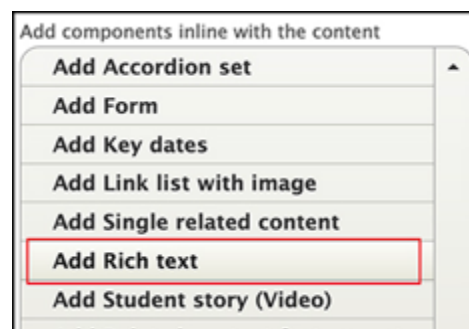 Add components inline with the content
Add Accordion set
Add Form
Add Key dates
Add Link list with image
Add Single related content
Add Rich text
Add Student story (Video)